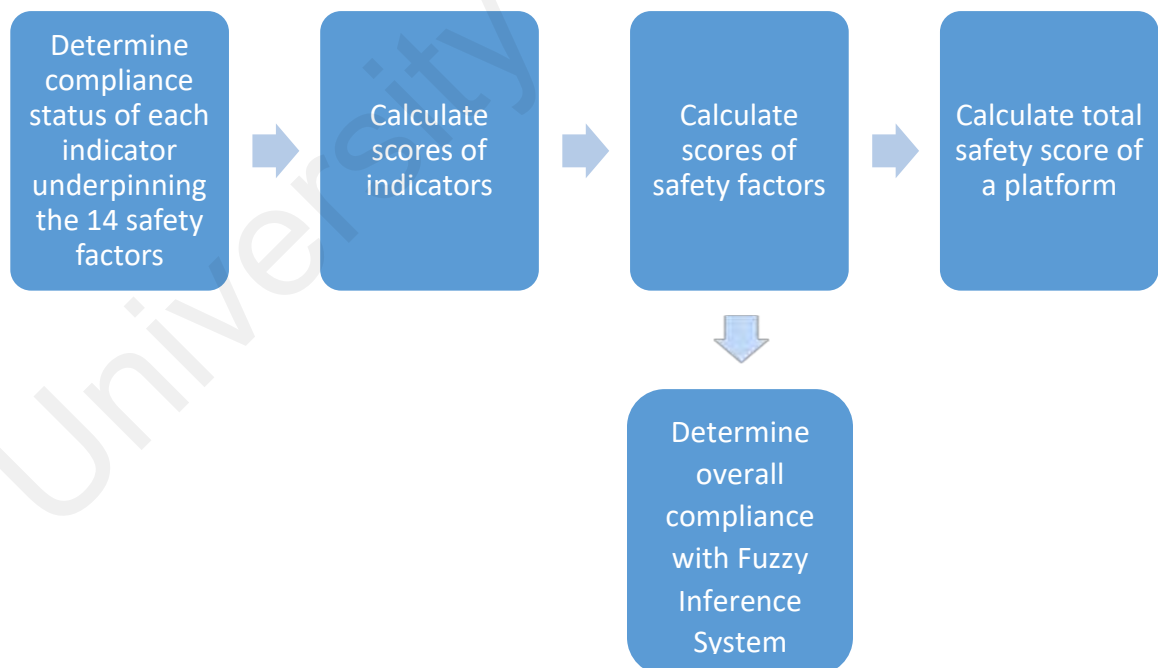 Determine
compliance
status of each
indicator
underpinning
the 14 safety
factors
Calculate
scores of
indicators
Calculate
scores of
safety factors
Calculate total
safety score of
a platform
Determine
overall
compliance
with Fuzzy
Inference
System
University